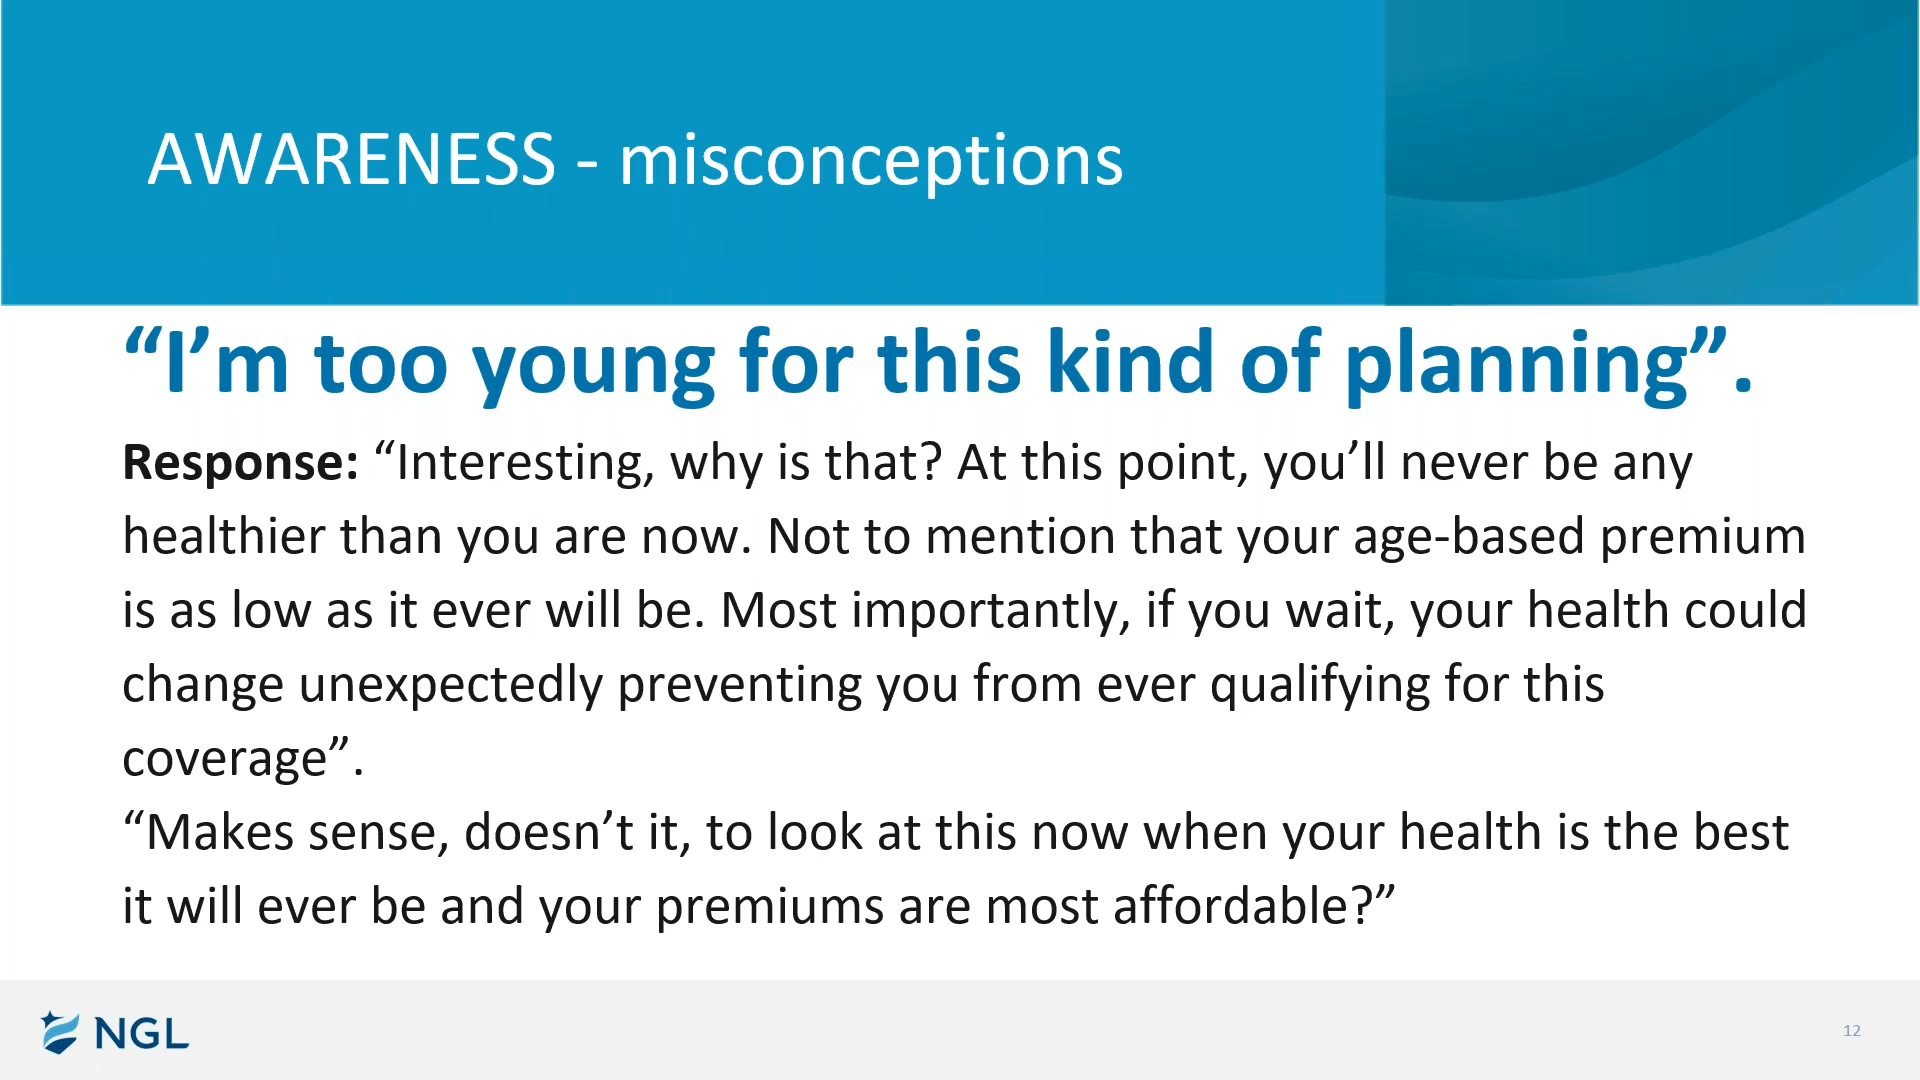 AWARENESS - misconceptions
“I’m too young for this kind of planning”.
Response: “Interesting, why is that? At this point, you’ll never be any
healthier than you are now. Not to mention that your age-based premium
is as low as it ever will be. Most importantly, if you wait, your health could
change unexpectedly preventing you from ever qualifying for this
coverage”.
“Makes sense, doesn’t it, to look at this now when your health is the best
it will ever be and your premiums are most affordable?”
NGL
12